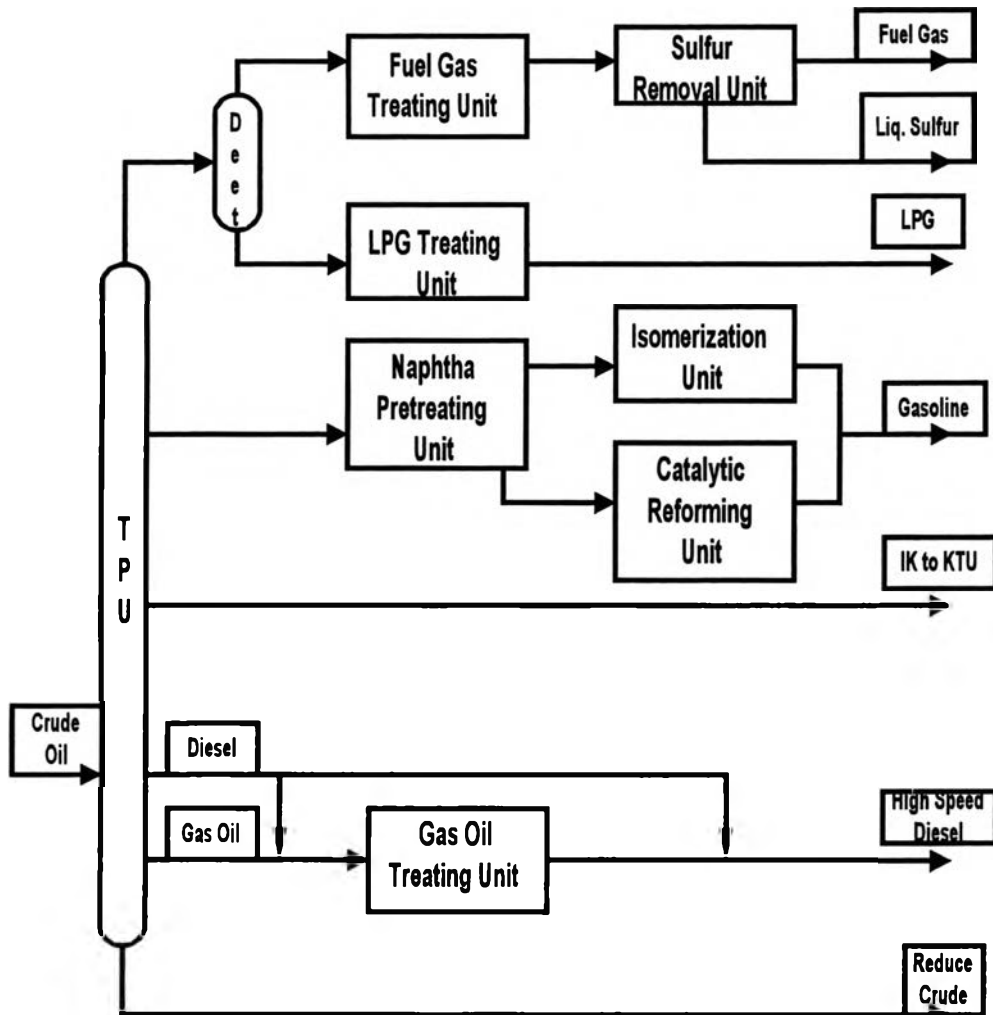 Fuel Gas
Treating Unit
Sulfur
Removal Unit
Fuel Gas
Liq. Sulfur
D
e
e
t
LPG Treating
Unit
LPG
Naphtha
Pretreating
Unit
Isomerization
Unit
Catalytic
Reforming
Unit
Gasoline
T
P
U
IK to KTU
Crude
Oil
Diesel
Gas Oil
Gas Oil
Treating Unit
High Speed
Diesel
Reduce
Crude